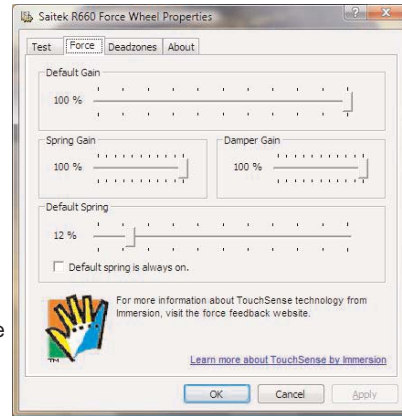 Saitek R660 Force Wheel Properties
Test Force Deadzones About
Default Gain
100 %
Spring Gain
100 %
Damper Gain
100 %
Default Spring
12 %
Default spring is always on.
For more information about TouchSense technology from
Immersion, visit the force feedback website.
TM
Learn more about TouchSense by Immersion
OK Cancel Apply
e